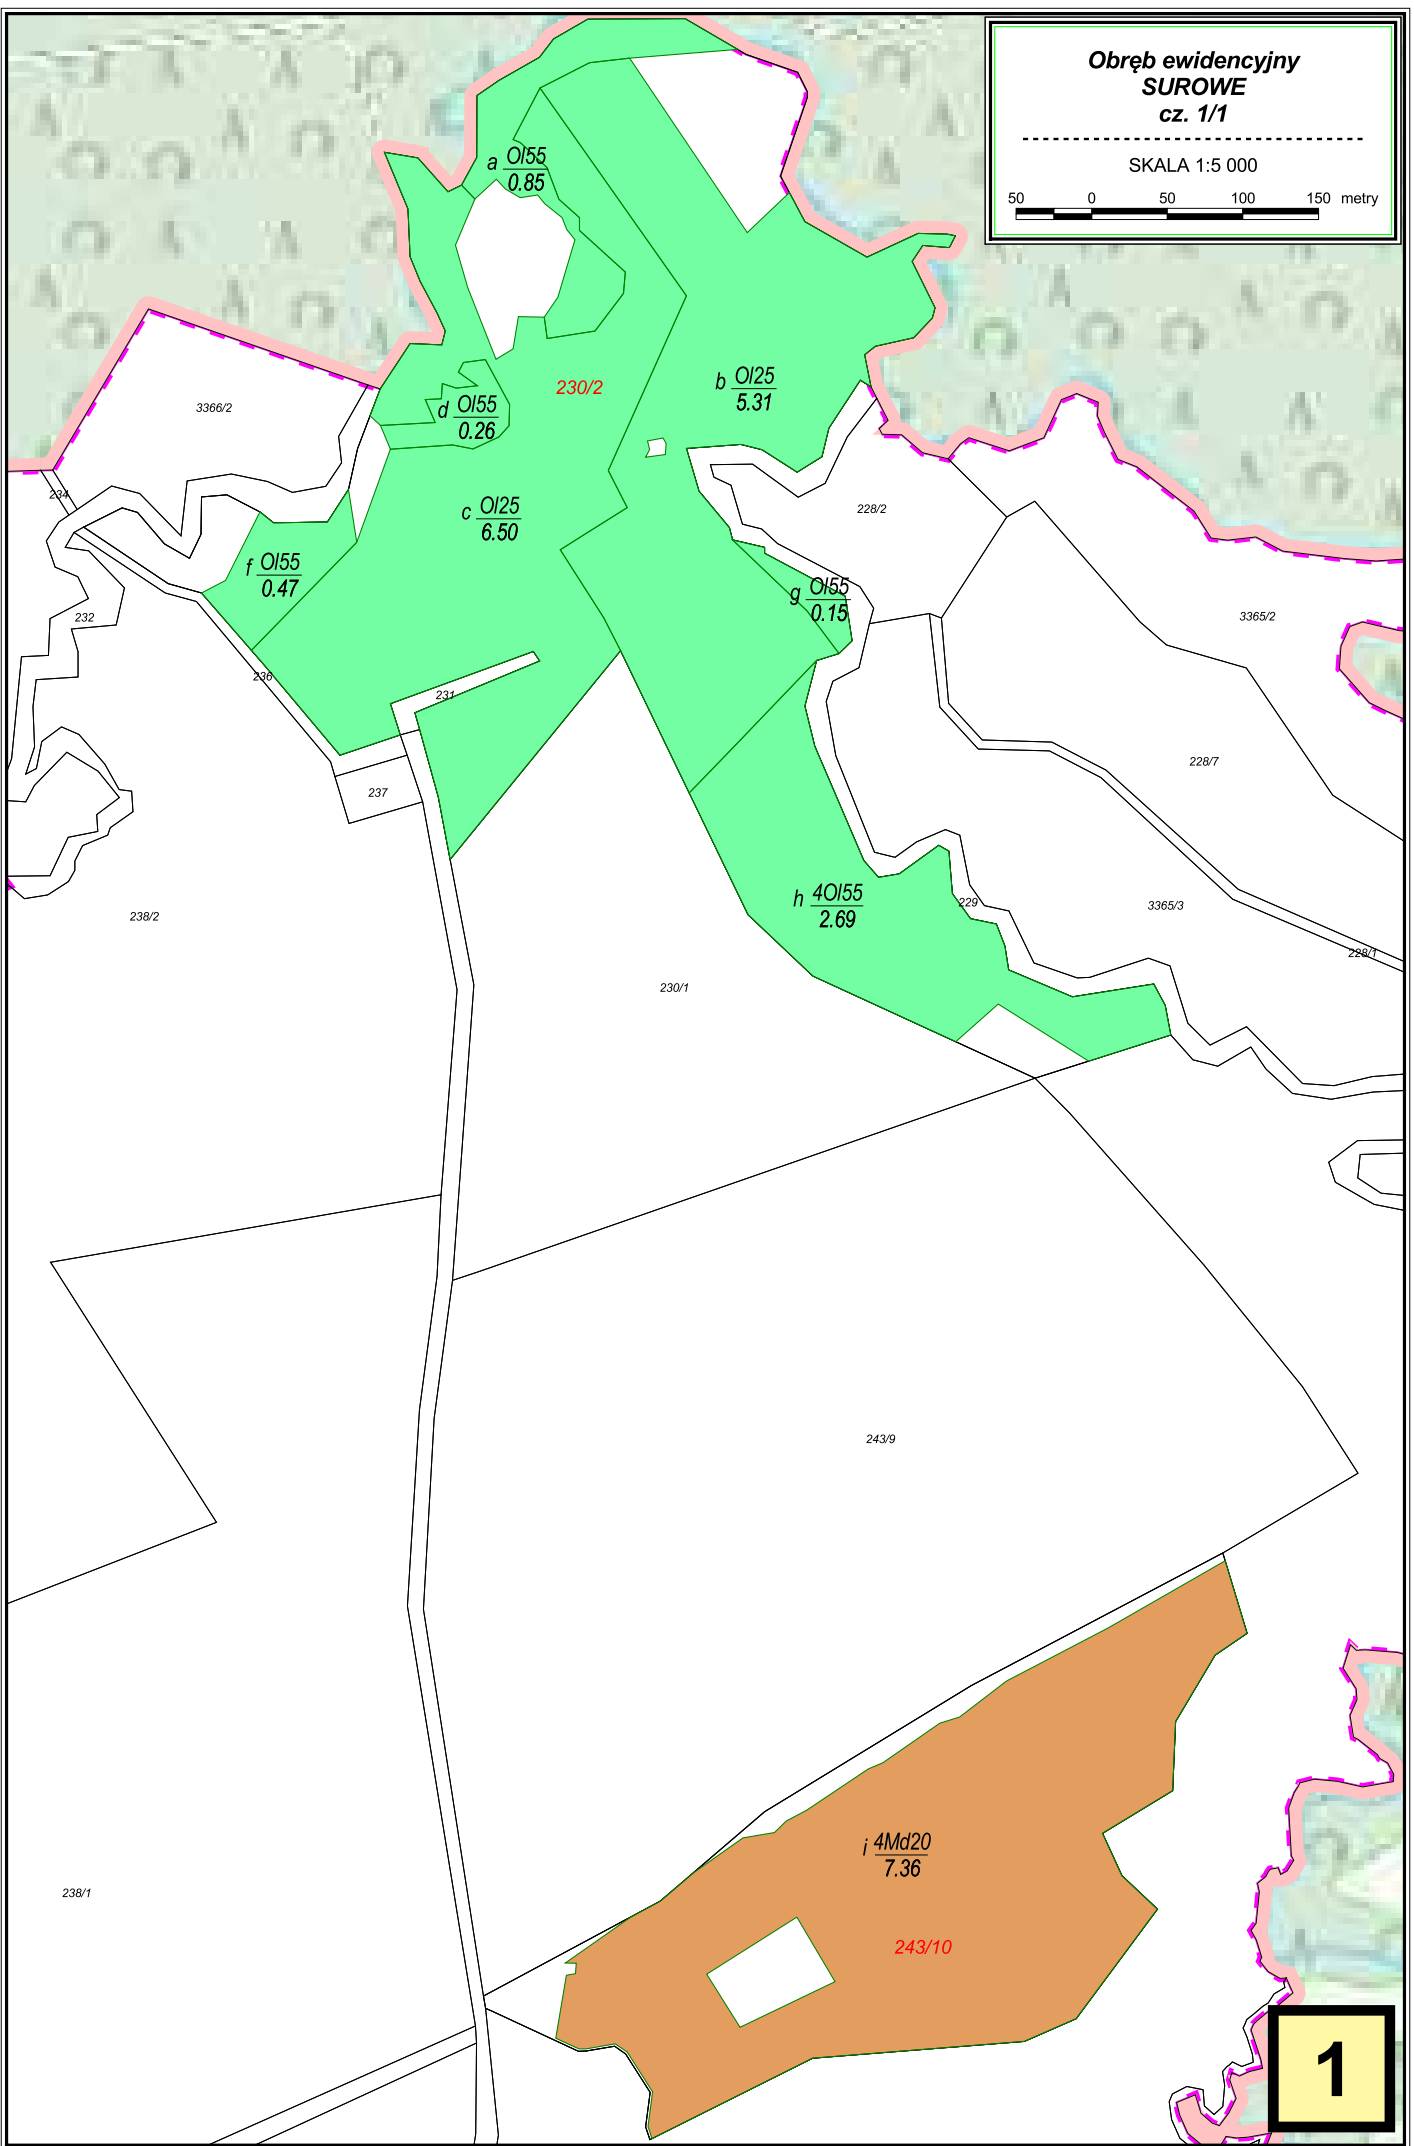 Obręb ewidencyjny
SUROWE
cz. 1/1
SKALA 1:5 000
50 0 50 100 150 metry
a Ol55
0.85
230/2
b Ol25
5.31
3366/2
d Ol55
0.26
234
c Ol25
6.50
228/2
f Ol55
0.47
g Ol55
0.15
232
3365/2
236
231
228/7
237
h 4Ol55
2.69
229
3365/3
238/2
228/1
230/1
243/9
i 4Md20
7.36
238/1
243/10
1